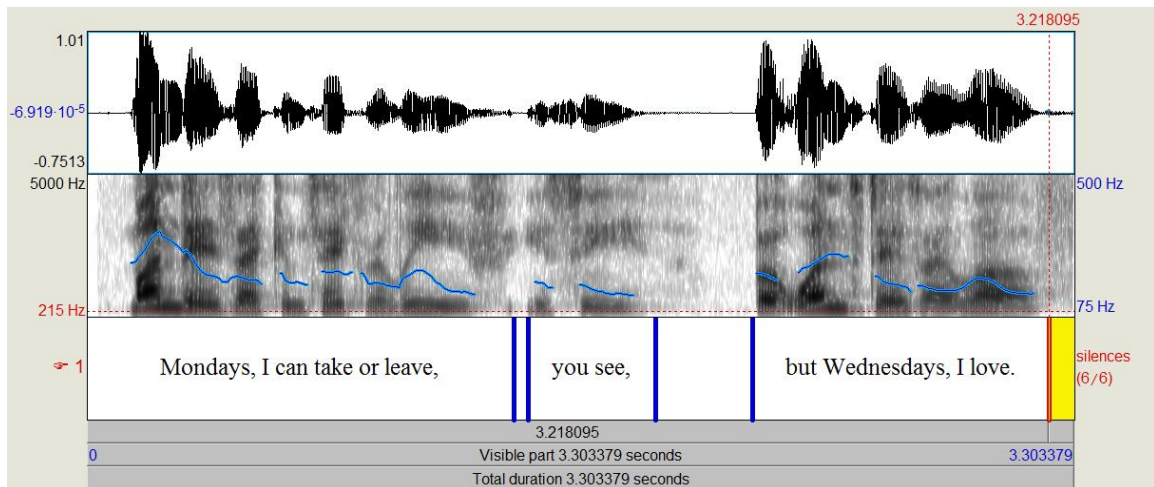 3.218095
1.01
-6.919·10⁻⁵
-0.7513
5000 Hz
500 Hz
215 Hz
75 Hz
☞ 1
Mondays, I can take or leave,
you see,
but Wednesdays, I love.
silences
(6/6)
3.218095
0
Visible part 3.303379 seconds
3.303379
Total duration 3.303379 seconds